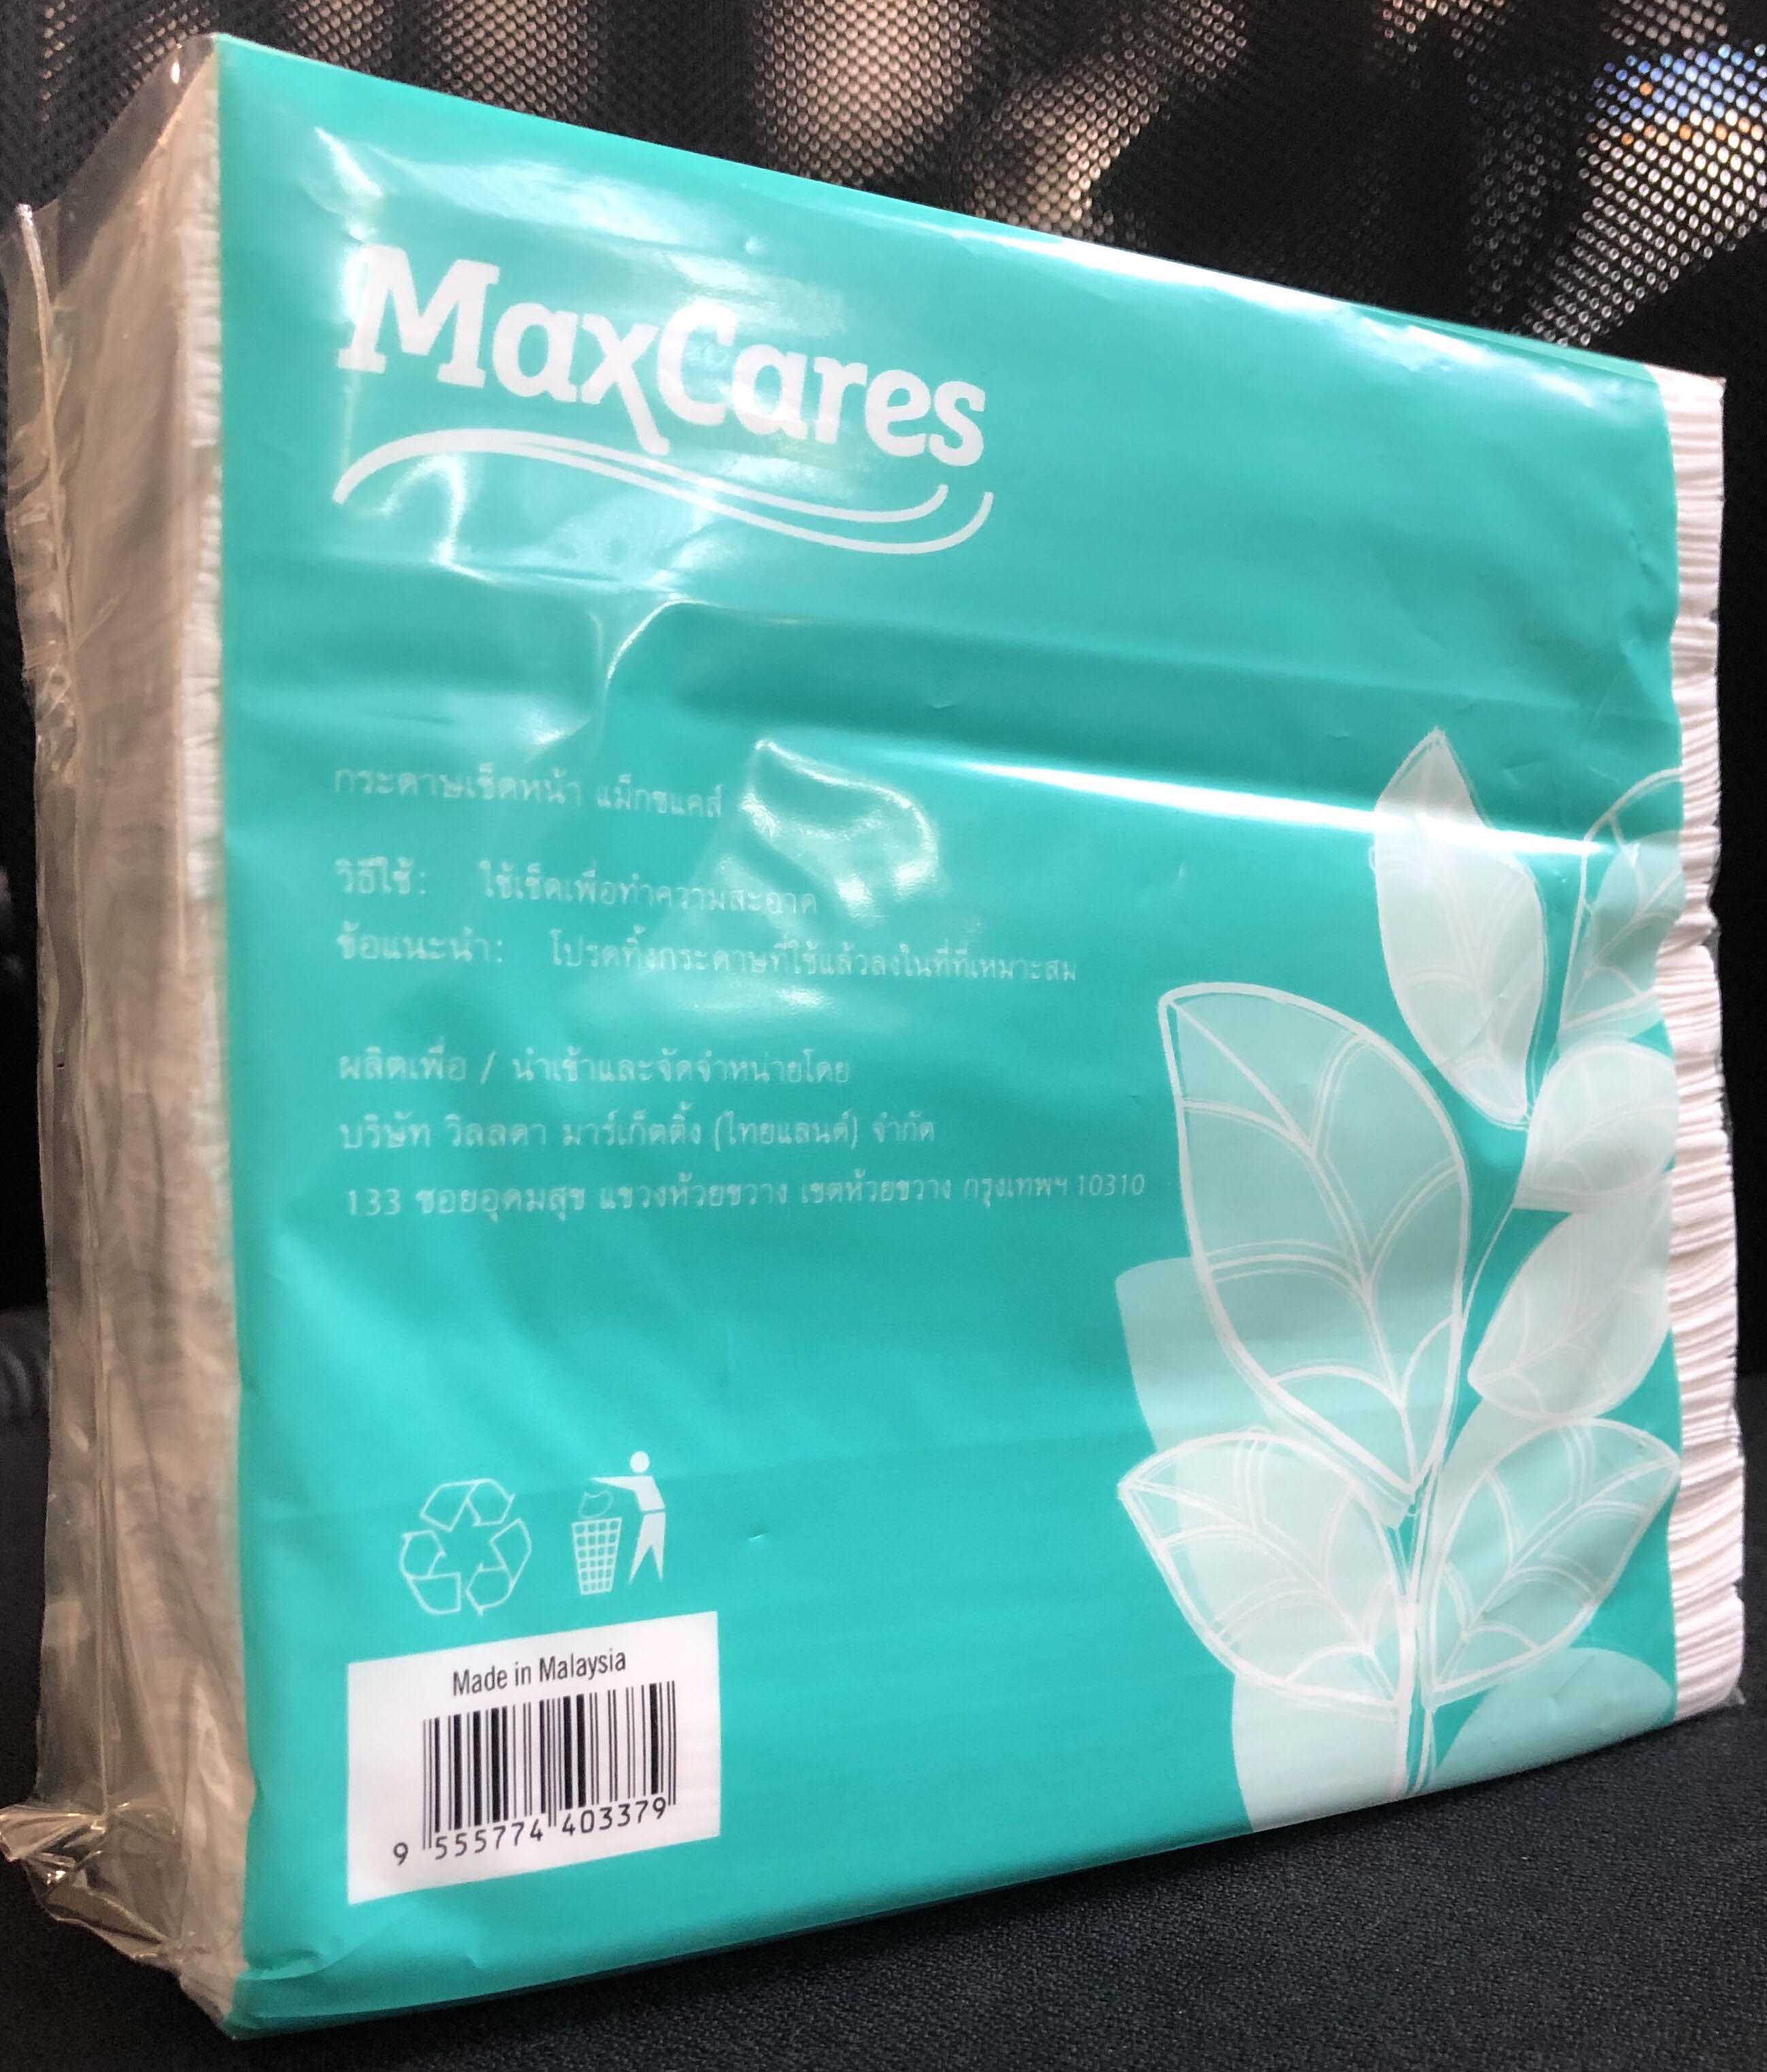 MaxCares
กระดาษเช็ดหน้า แม็กซแคส์
วิธีใช้: ใช้เช็ดเพื่อทำความสะอาด
ข้อแนะนำ: โปรดทิ้งกระดาษที่ใช้แล้วลงในที่ที่เหมาะสม
ผลิตเพื่อ / นำเข้าและจัดจำหน่ายโดย
บริษัท วิลลดา มาร์เก็ตติ้ง (ไทยแลนด์) จำกัด
133 ซอยอุดมสุข แขวงห้วยขวาง เขตห้วยขวาง กรุงเทพฯ 10310
Made in Malaysia
9 555774 403379